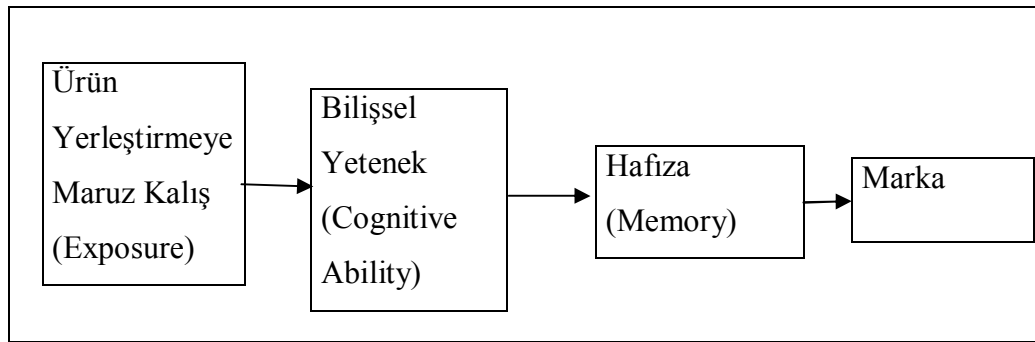 Ürün
Yerleştirmeye
Maruz Kalış
(Exposure)
Bilişsel
Yetenek
(Cognitive
Ability)
Hafıza
(Memory)
Marka